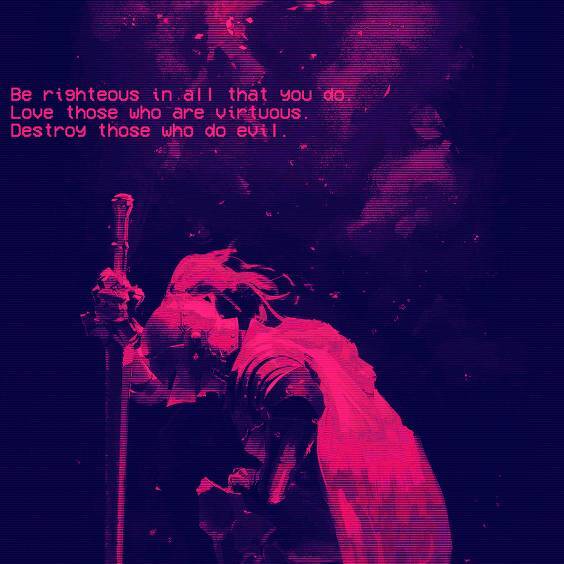 Be righteous in all that you do.
Love those who are virtuous.
Destroy those who do evil.